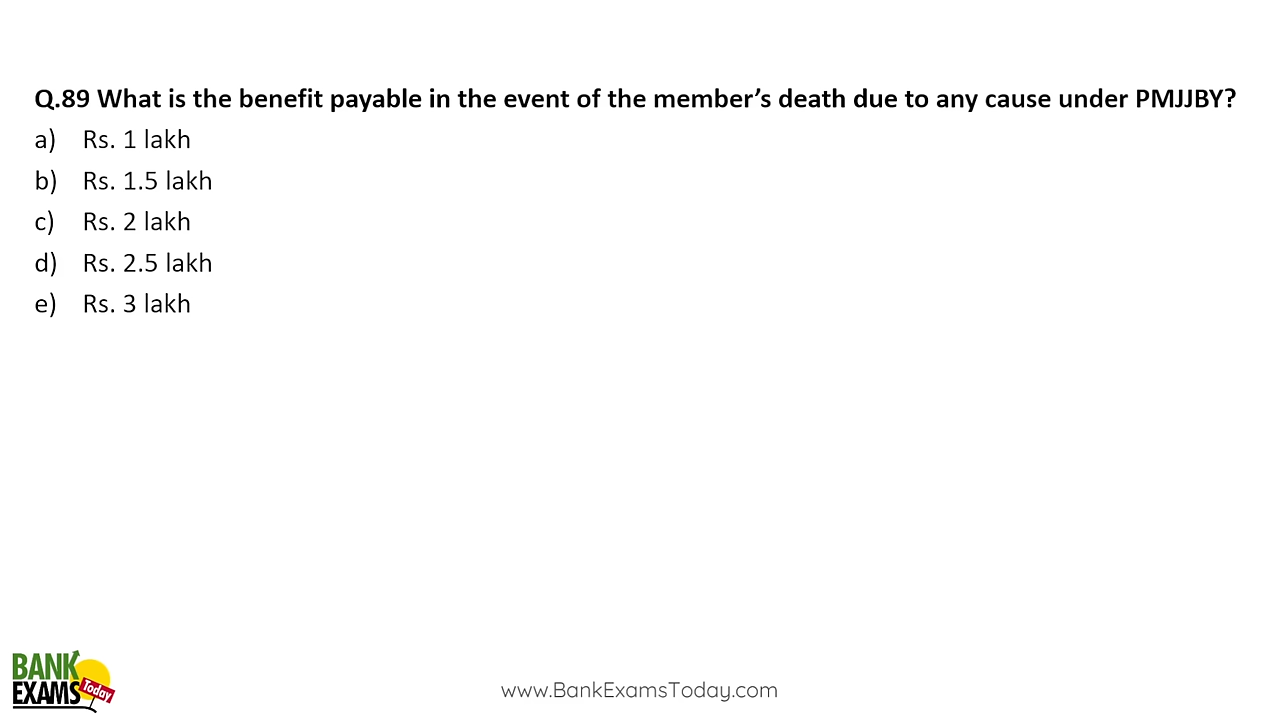 Q.89 What is the benefit payable in the event of the member’s death due to any cause under PMJJBY?
a) Rs. 1 lakh
b) Rs. 1.5 lakh
c) Rs. 2 lakh
d) Rs. 2.5 lakh
e) Rs. 3 lakh
BANK
EXAMS Today
www.BankExamsToday.com